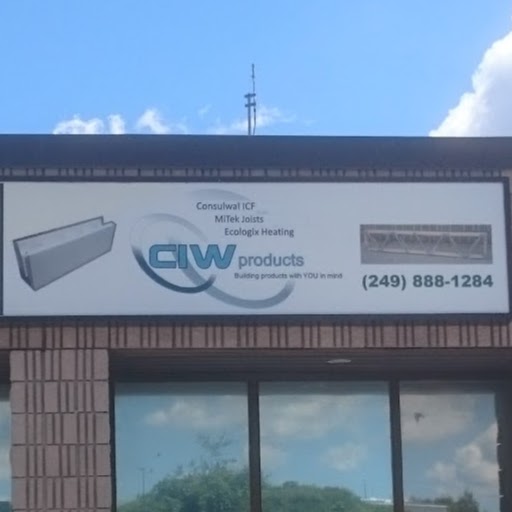 Consulwal ICF
MiTek Joists
Ecologix Heating
CIW products
Building products with YOU in mind
(249) 888-1284